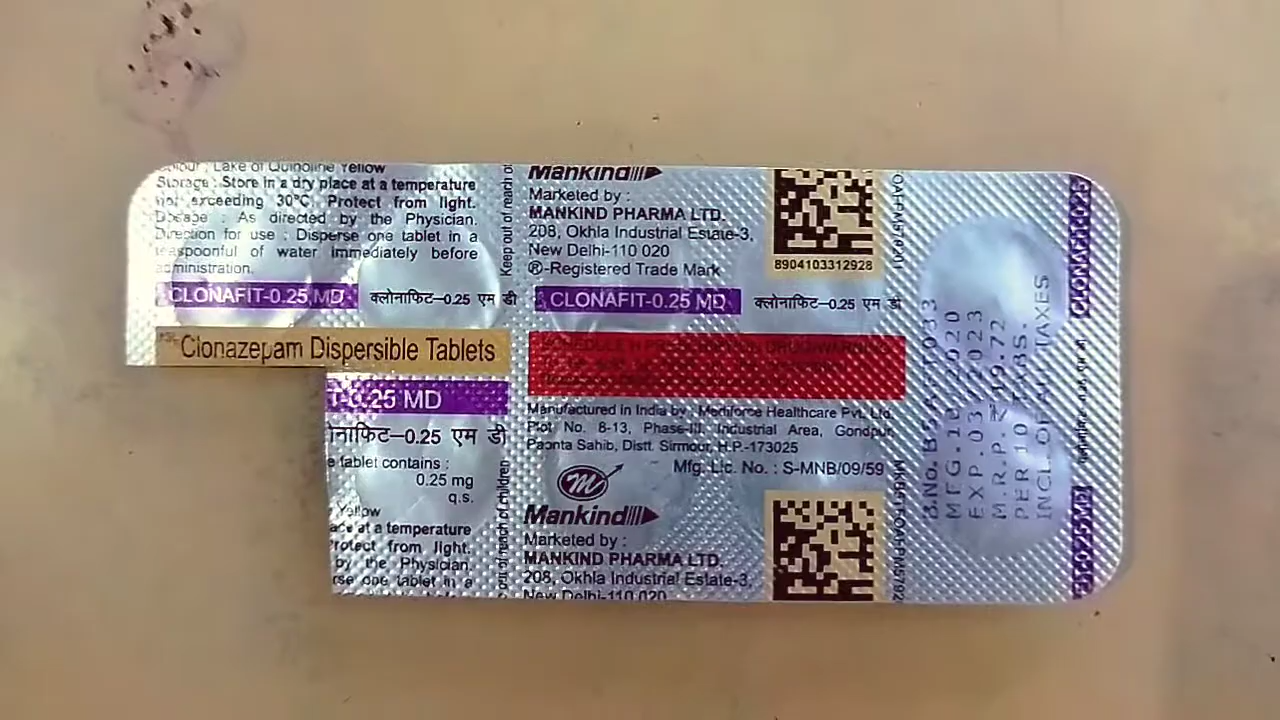 Lake of Quinoline Yellow
Storage : Store in a dry place at a temperature
not exceeding 30°C. Protect from light.
Dosage : As directed by the Physician.
Direction for use : Disperse one tablet in a
teaspoonful of water immediately before
administration.
CLONAFIT-0.25 MD
क्लोनाफिट–0.25 एम डी
Clonazepam Dispersible Tablets
T-0.25 MD
नाफिट–0.25 एम डी
e tablet contains :
0.25 mg
q.s.
Yellow
ace at a temperature
rotect from light.
by the Physician.
rse one tablet in a
Keep out of reach of
out of reach of children
Mankind
Marketed by :
MANKIND PHARMA LTD.
208, Okhla Industrial Estate-3,
New Delhi-110 020
®-Registered Trade Mark
8904103312928
CLONAFIT-0.25 MD
क्लोनाफिट–0.25 एम डी
SCHEDULE H
Manufactured in India by : Mediforce Healthcare Pvt. Ltd.
Plot No. 8-13, Phase-III, Industrial Area, Gondpur,
Paonta Sahib, Distt. Sirmour, H.P.-173025
Mfg. Lic. No. : S-MNB/09/59
Mankind
Marketed by :
MANKIND PHARMA LTD.
208, Okhla Industrial Estate-3,
New Delhi-110 020
B.No.
MFG.10 2020
EXP.03/2023
M.R.P.₹19.72
PER 10 TABS.
INCL.OF ALL TAXES